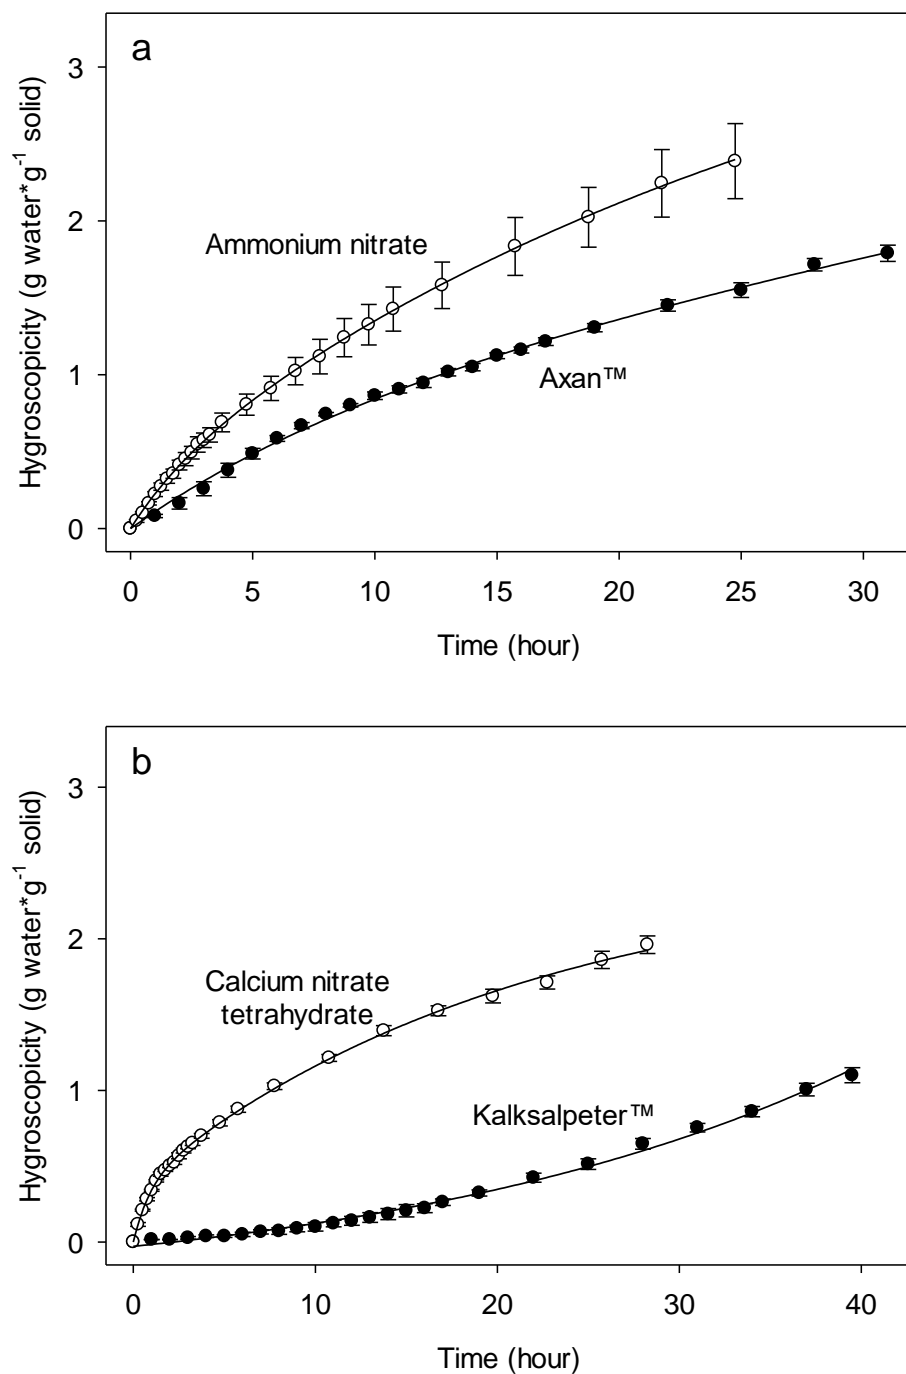 a
3
2
1
0
Hygroscopicity (g water*g⁻¹ solid)
Ammonium nitrate
Axan™
0 5 10 15 20 25 30
Time (hour)
b
3
2
1
0
Hygroscopicity (g water*g⁻¹ solid)
Calcium nitrate
tetrahydrate
Kalksalpeter™
0 10 20 30 40
Time (hour)